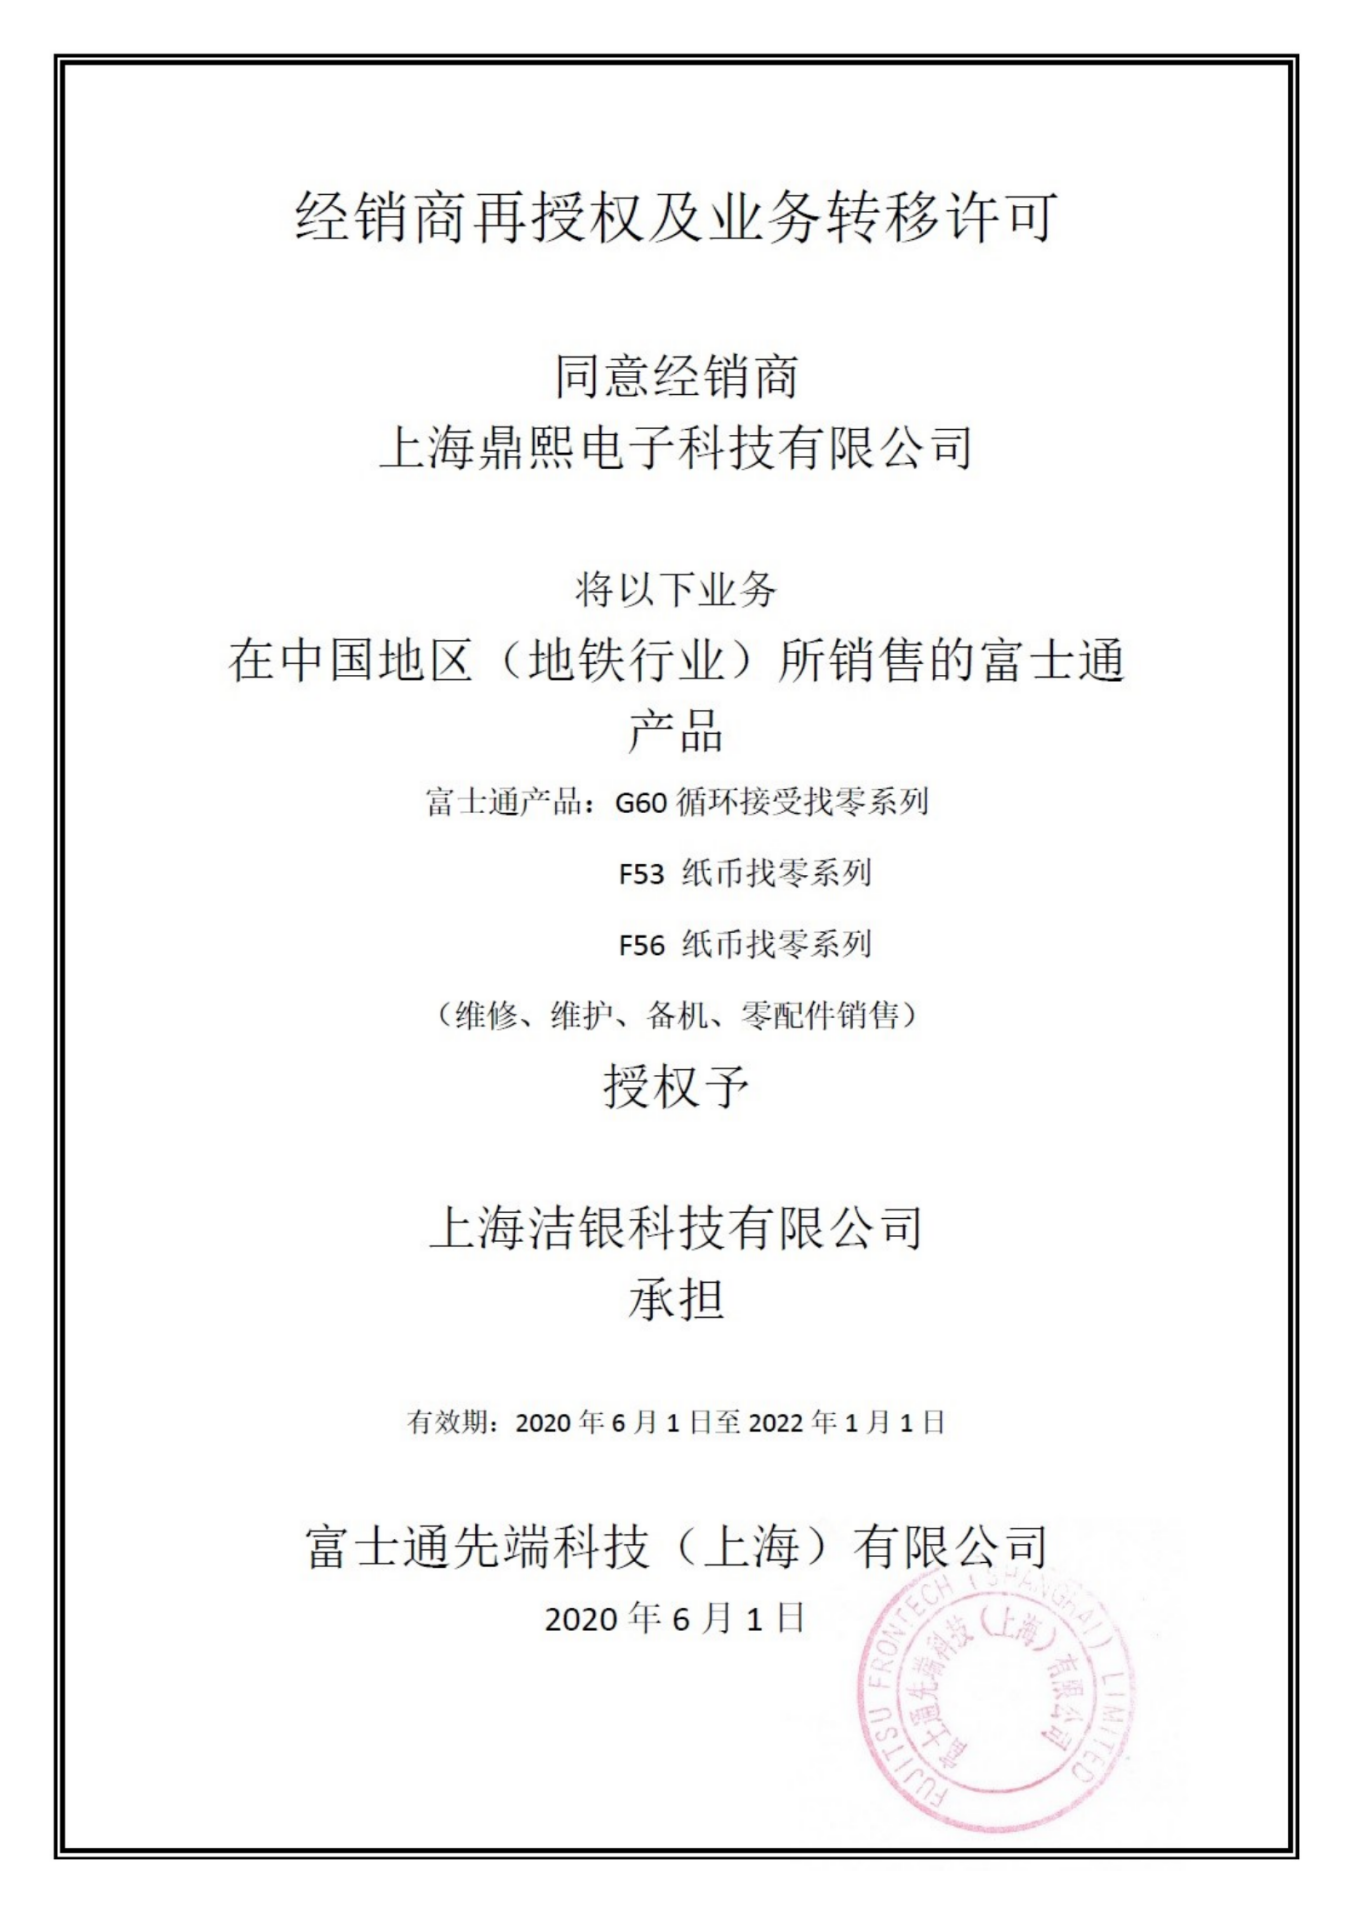 经销商再授权及业务转移许可
同意经销商
上海鼎熙电子科技有限公司
将以下业务
在中国地区（地铁行业）所销售的富士通
产品
富士通产品：G60 循环接受找零系列
F53 纸币找零系列
F56 纸币找零系列
（维修、维护、备机、零配件销售）
授权予
上海洁银科技有限公司
承担
有效期：2020 年 6 月 1 日至 2022 年 1 月 1 日
富士通先端科技（上海）有限公司
2020 年 6 月 1 日
FUJITSU FRONTECH (SHANGHAI) LIMITED
富士通先端科技（上海）有限公司